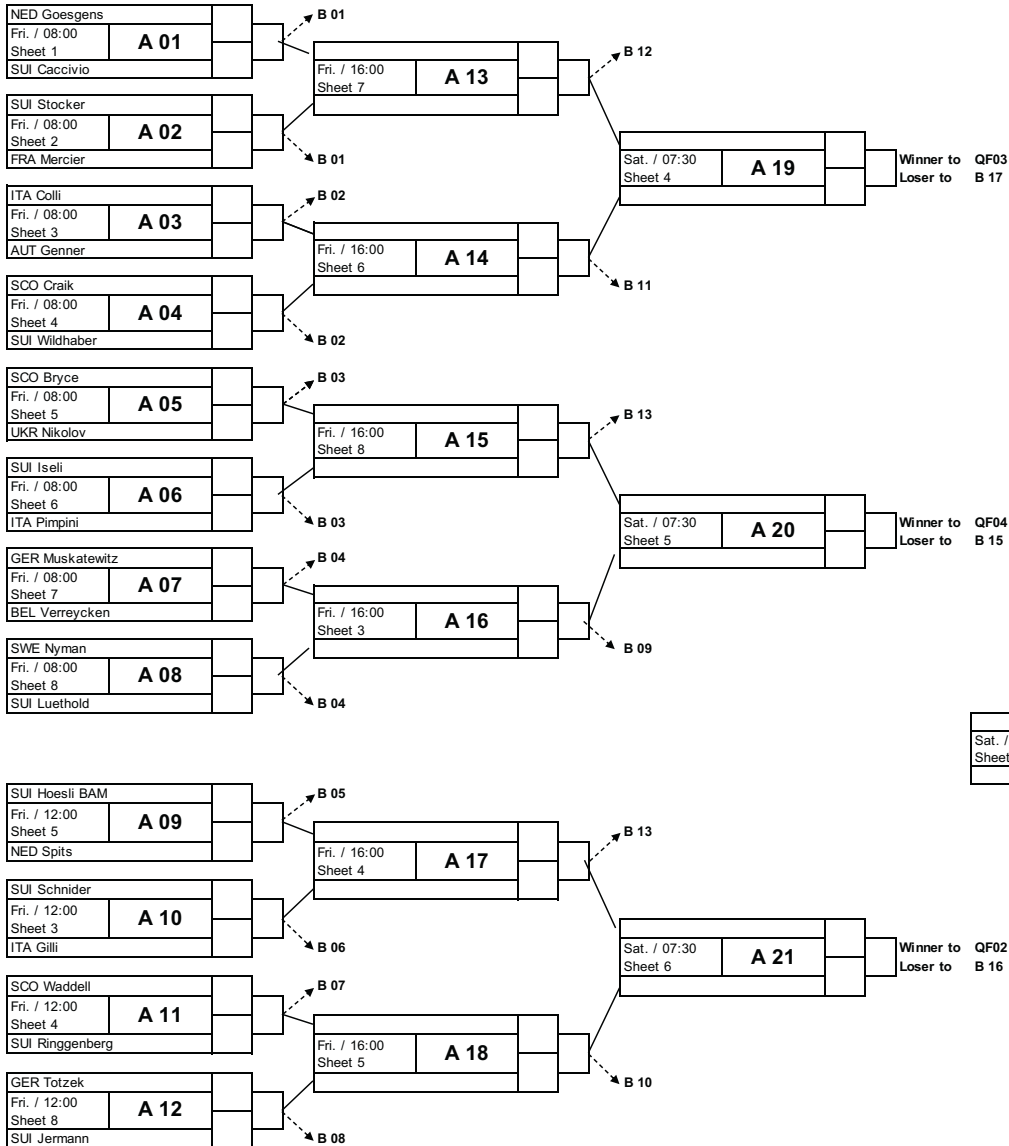 NED Goesgens
Fri. / 08:00
Sheet 1
A 01
SUI Caccivio
B 01
SUI Stocker
Fri. / 08:00
Sheet 2
A 02
FRA Mercier
B 01
Fri. / 16:00
Sheet 7
A 13
B 12
ITA Colli
Fri. / 08:00
Sheet 3
A 03
AUT Genner
B 02
SCO Craik
Fri. / 08:00
Sheet 4
A 04
SUI Wildhaber
B 02
Fri. / 16:00
Sheet 6
A 14
B 11
Sat. / 07:30
Sheet 4
A 19
Winner to QF03
Loser to B 17
SCO Bryce
Fri. / 08:00
Sheet 5
A 05
UKR Nikolov
B 03
SUI Iseli
Fri. / 08:00
Sheet 6
A 06
ITA Pimpini
B 03
Fri. / 16:00
Sheet 8
A 15
B 13
GER Muskatewitz
Fri. / 08:00
Sheet 7
A 07
BEL Verreycken
B 04
SWE Nyman
Fri. / 08:00
Sheet 8
A 08
SUI Luethold
B 04
Fri. / 16:00
Sheet 3
A 16
B 09
Sat. / 07:30
Sheet 5
A 20
Winner to QF04
Loser to B 15
Sat. /
Sheet
SUI Hoesli BAM
Fri. / 12:00
Sheet 5
A 09
NED Spits
B 05
SUI Schnider
Fri. / 12:00
Sheet 3
A 10
ITA Gilli
B 06
Fri. / 16:00
Sheet 4
A 17
B 13
SCO Waddell
Fri. / 12:00
Sheet 4
A 11
SUI Ringgenberg
B 07
GER Totzek
Fri. / 12:00
Sheet 8
A 12
SUI Jermann
B 08
Fri. / 16:00
Sheet 5
A 18
B 10
Sat. / 07:30
Sheet 6
A 21
Winner to QF02
Loser to B 16